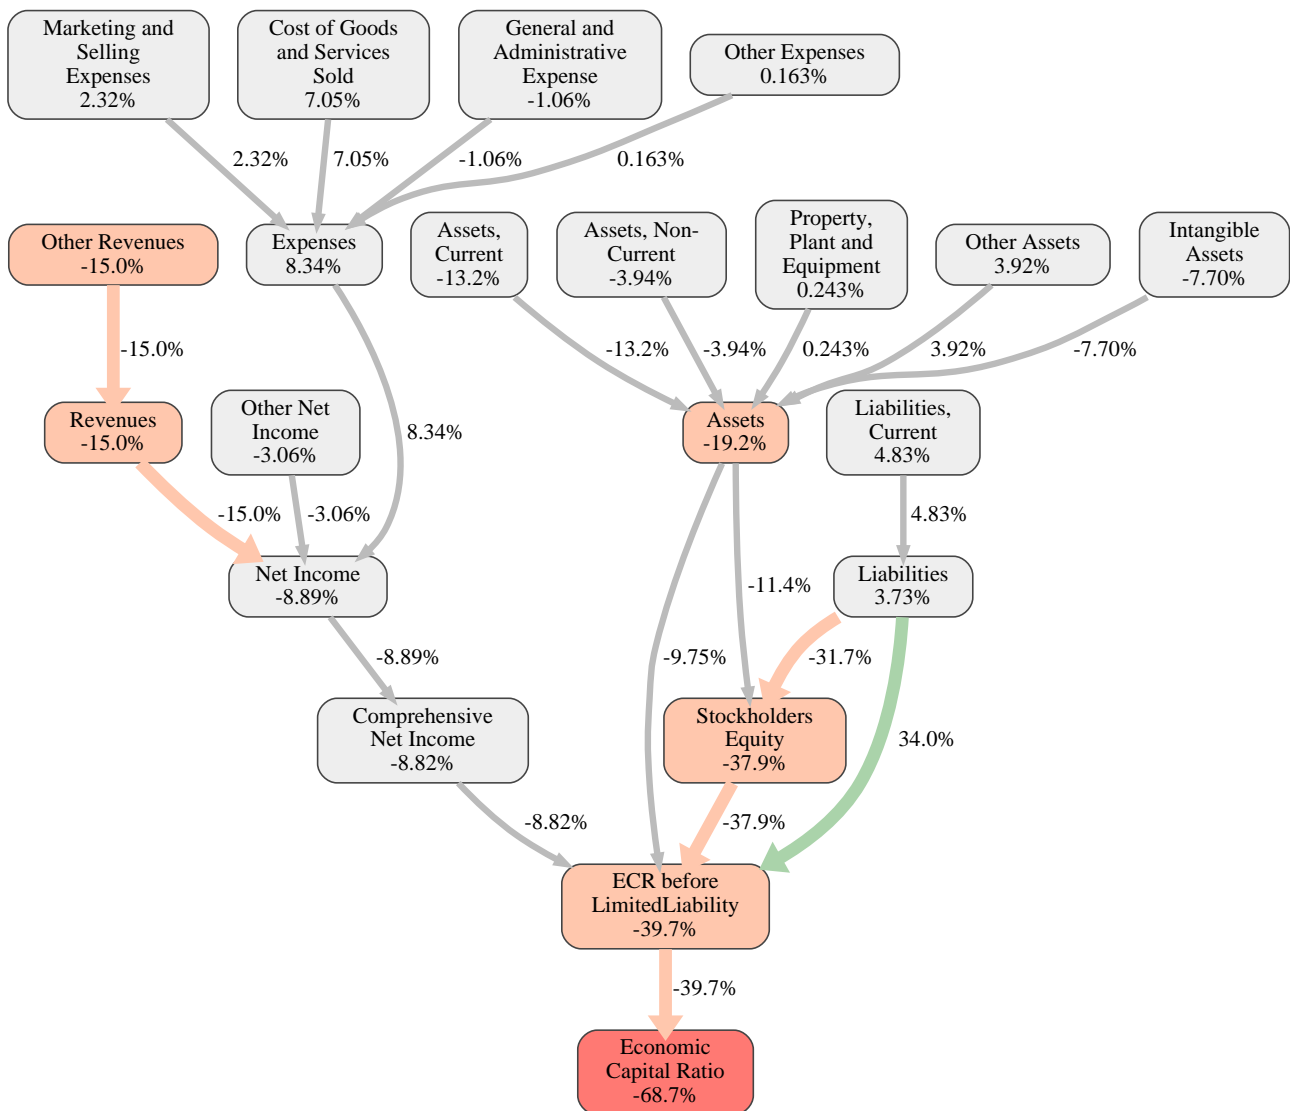 Marketing and
Selling
Expenses
2.32%
Cost of Goods
and Services
Sold
7.05%
General and
Administrative
Expense
-1.06%
Other Expenses
0.163%
2.32%
7.05%
-1.06%
0.163%
Other Revenues
-15.0%
Expenses
8.34%
Assets,
Current
-13.2%
Assets, Non-
Current
-3.94%
Property,
Plant and
Equipment
0.243%
Other Assets
3.92%
Intangible
Assets
-7.70%
-15.0%
-13.2%
-3.94%
0.243%
3.92%
-7.70%
Revenues
-15.0%
Other Net
Income
-3.06%
8.34%
Assets
-19.2%
Liabilities,
Current
4.83%
-15.0%
-3.06%
4.83%
Net Income
-8.89%
-11.4%
Liabilities
3.73%
-8.89%
-9.75%
-31.7%
Comprehensive
Net Income
-8.82%
Stockholders
Equity
-37.9%
34.0%
-8.82%
-37.9%
ECR before
LimitedLiability
-39.7%
-39.7%
Economic
Capital Ratio
-68.7%